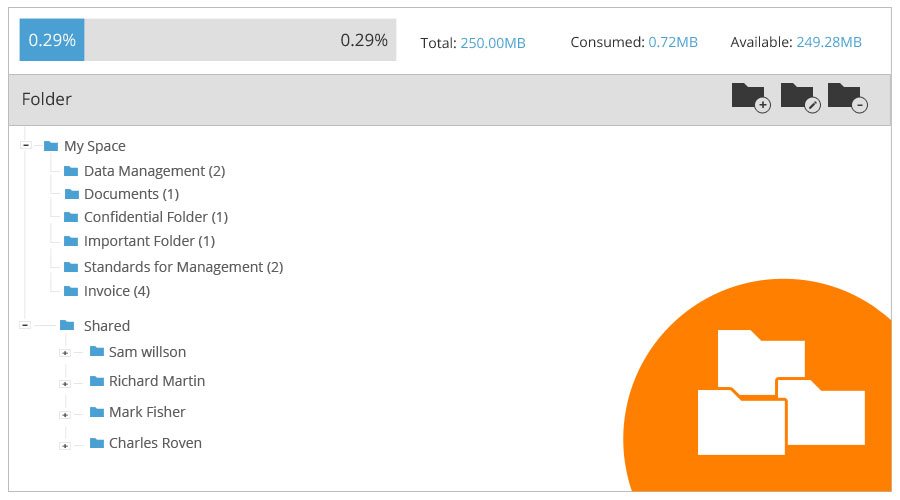 0.29% 0.29% Total: 250.00MB Consumed: 0.72MB Available: 249.28MB
Folder
My Space
Data Management (2)
Documents (1)
Confidential Folder (1)
Important Folder (1)
Standards for Management (2)
Invoice (4)
Shared
Sam willson
Richard Martin
Mark Fisher
Charles Roven